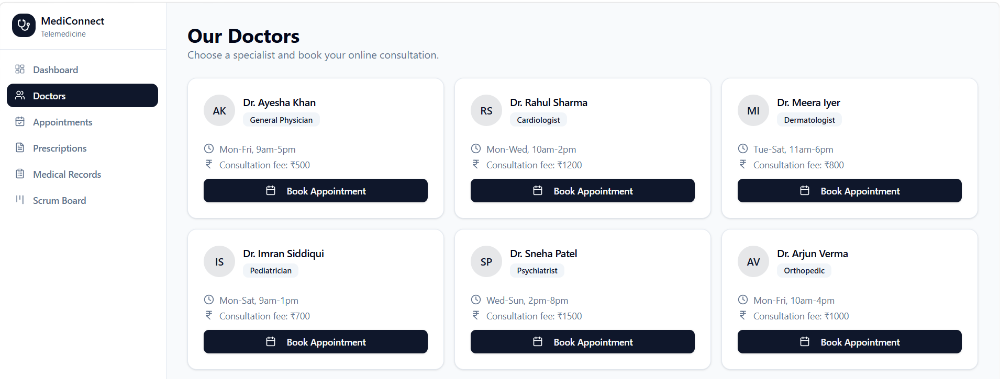 MediConnect
Telemedicine
Dashboard
Doctors
Appointments
Prescriptions
Medical Records
Scrum Board
Our Doctors
Choose a specialist and book your online consultation.
AK
Dr. Ayesha Khan
General Physician
Mon-Fri, 9am-5pm
Consultation fee: ₹500
Book Appointment
RS
Dr. Rahul Sharma
Cardiologist
Mon-Wed, 10am-2pm
Consultation fee: ₹1200
Book Appointment
MI
Dr. Meera Iyer
Dermatologist
Tue-Sat, 11am-6pm
Consultation fee: ₹800
Book Appointment
IS
Dr. Imran Siddiqui
Pediatrician
Mon-Sat, 9am-1pm
Consultation fee: ₹700
Book Appointment
SP
Dr. Sneha Patel
Psychiatrist
Wed-Sun, 2pm-8pm
Consultation fee: ₹1500
Book Appointment
AV
Dr. Arjun Verma
Orthopedic
Mon-Fri, 10am-4pm
Consultation fee: ₹1000
Book Appointment